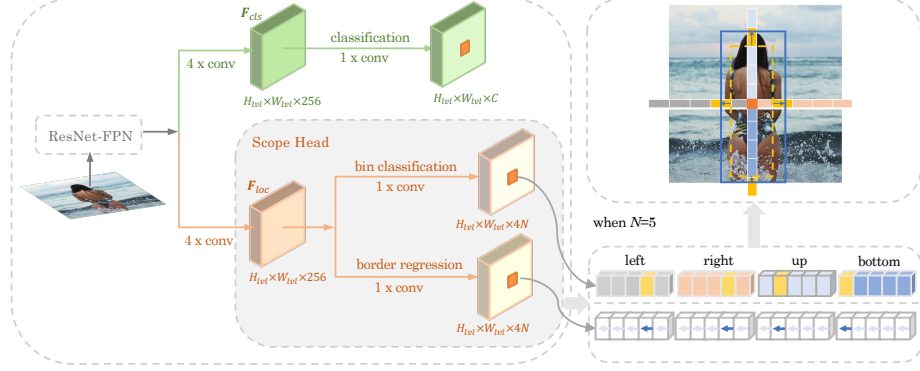 F_cls
classification
4 x conv
1 x conv
H_lvl×W_lvl×256
H_lvl×W_lvl×C
ResNet-FPN
Scope Head
F_loc
bin classification
1 x conv
4 x conv
H_lvl×W_lvl×256
H_lvl×W_lvl×4N
border regression
1 x conv
H_lvl×W_lvl×4N
when N=5
left right up bottom